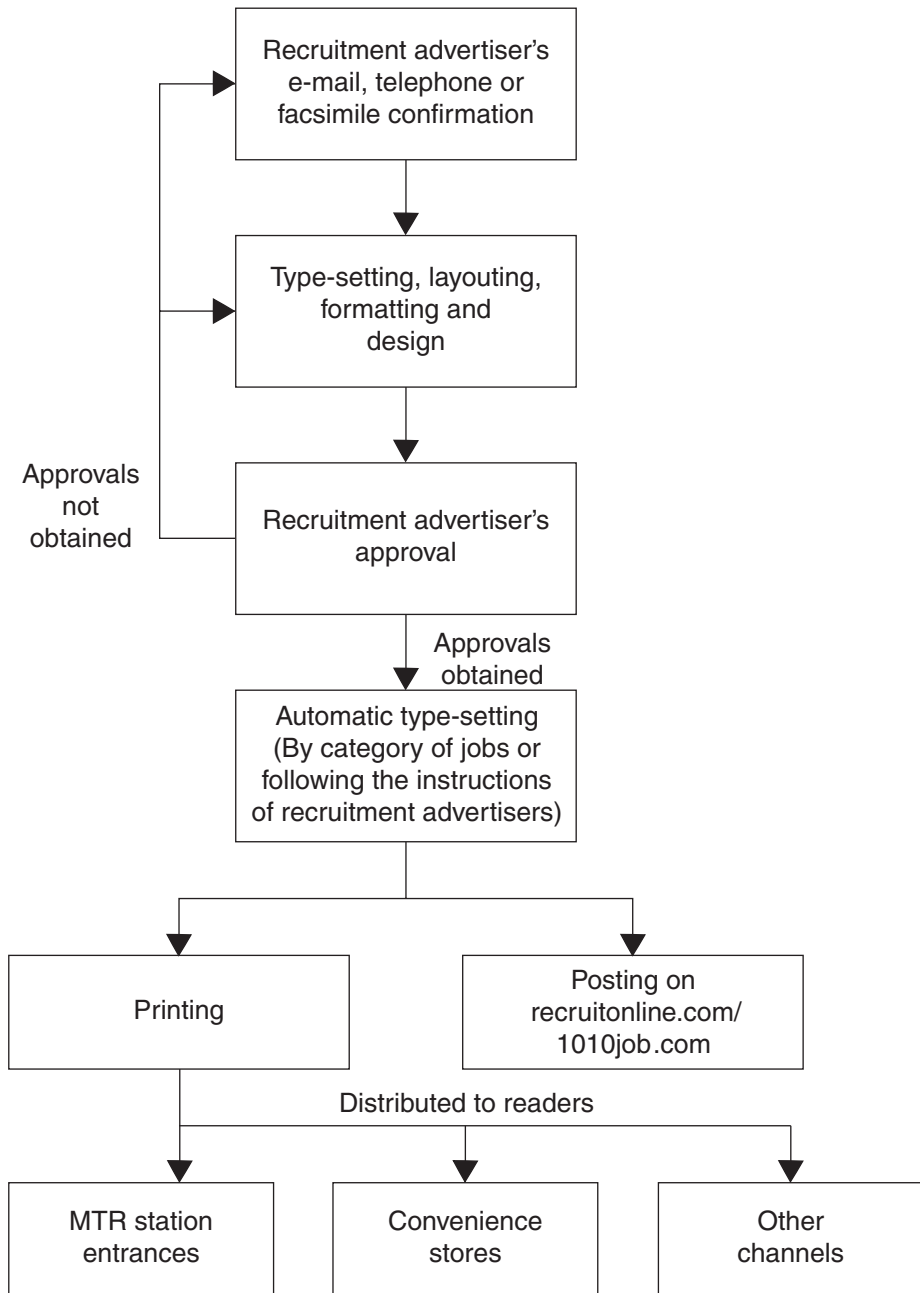 Recruitment advertiser's
e-mail, telephone or
facsimile confirmation
Type-setting, layouting,
formatting and
design
Approvals
not
obtained
Recruitment advertiser's
approval
Approvals
obtained
Automatic type-setting
(By category of jobs or
following the instructions
of recruitment advertisers)
Printing
Posting on
recruitonline.com/
1010job.com
Distributed to readers
MTR station
entrances
Convenience
stores
Other
channels